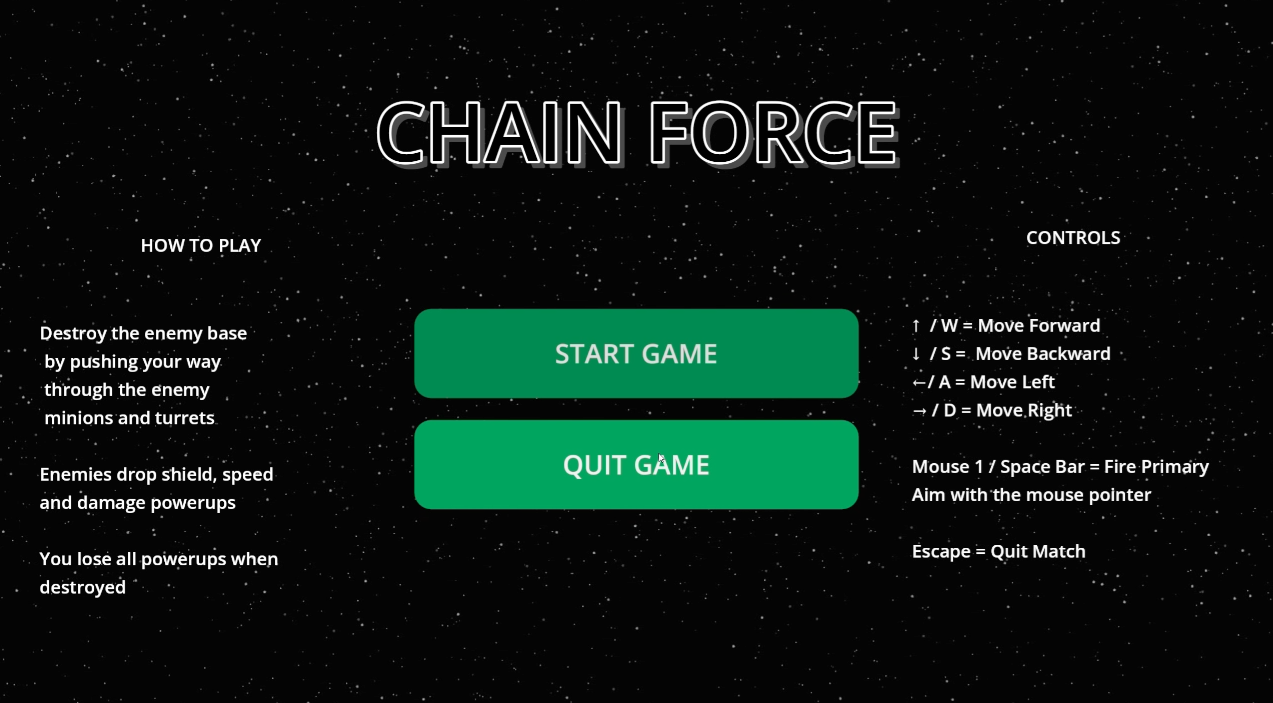 CHAIN FORCE
HOW TO PLAY
Destroy the enemy base
by pushing your way
through the enemy
minions and turrets
Enemies drop shield, speed
and damage powerups
You lose all powerups when
destroyed
START GAME
QUIT GAME
CONTROLS
↑ / W = Move Forward
↓ / S = Move Backward
←/ A = Move Left
→ / D = Move Right
Mouse 1 / Space Bar = Fire Primary
Aim with the mouse pointer
Escape = Quit Match